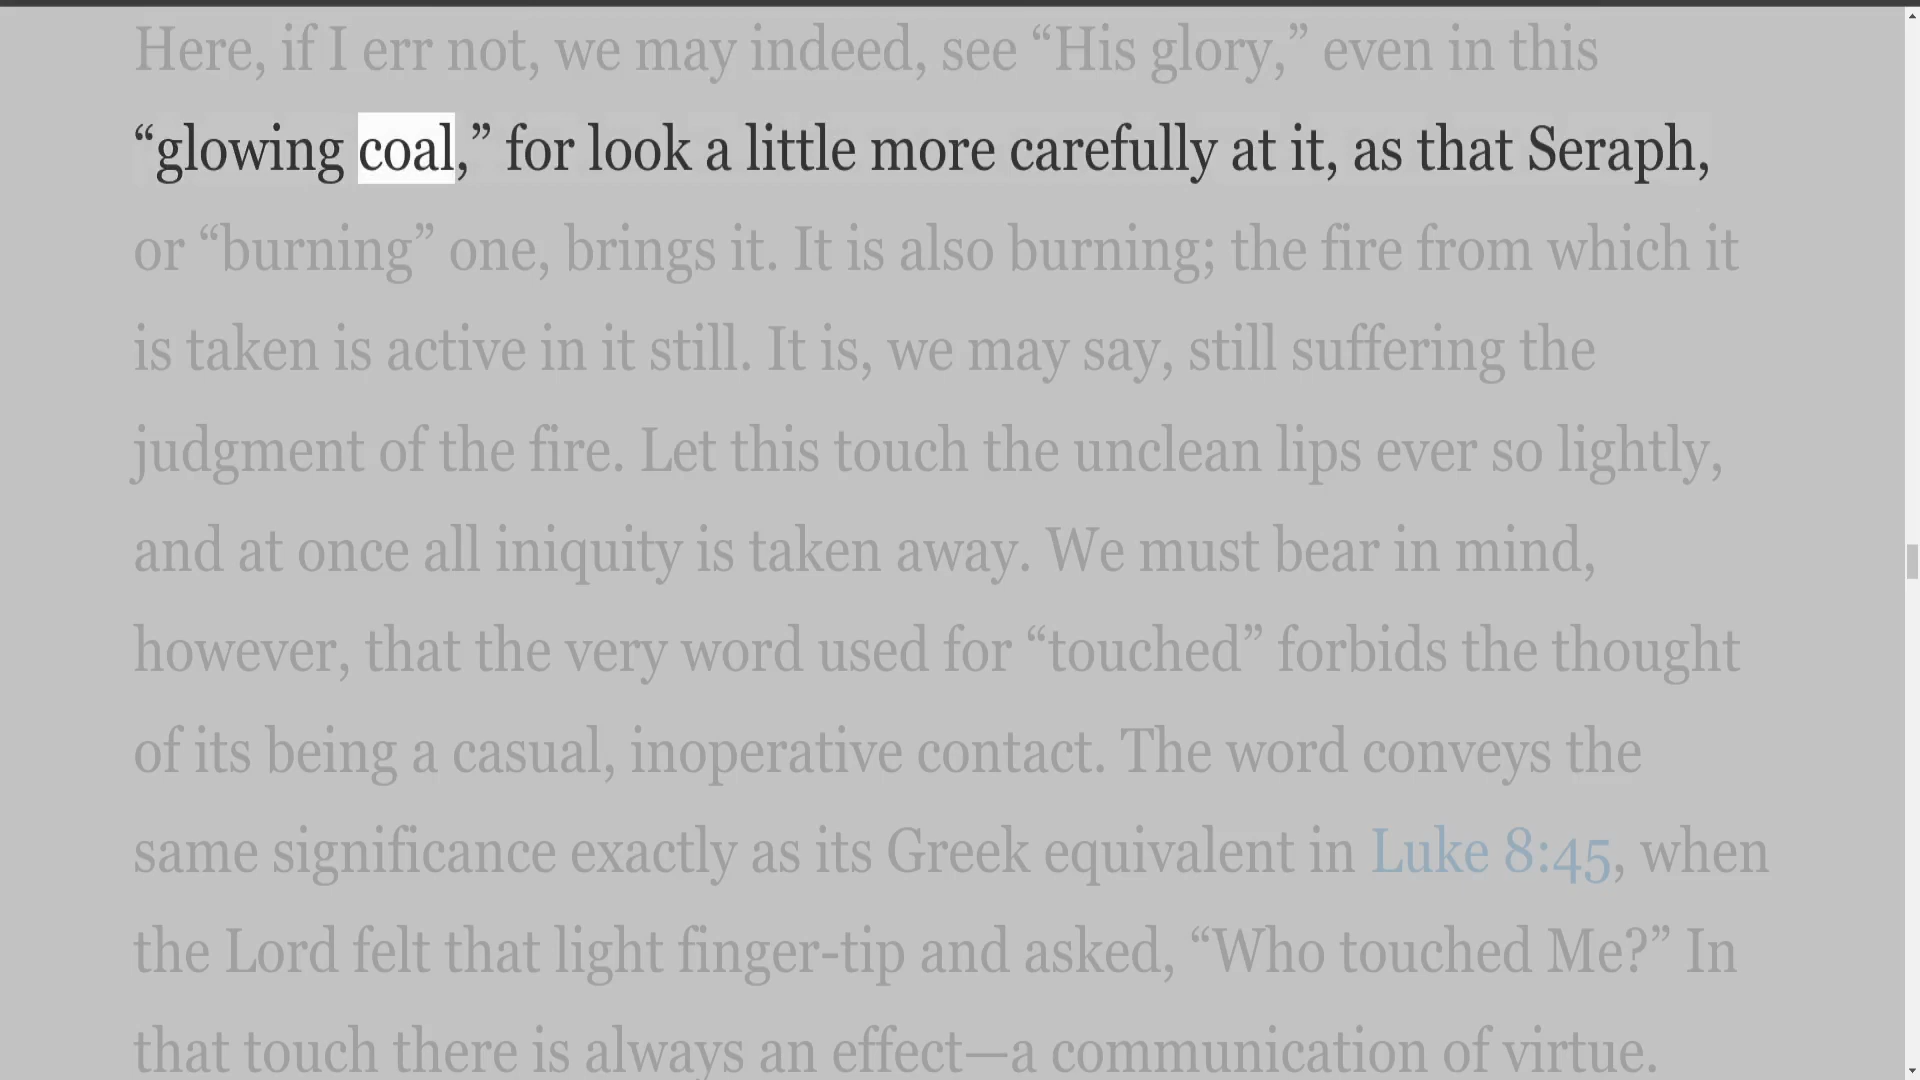 Here, if I err not, we may indeed, see “His glory,” even in this
“glowing coal,” for look a little more carefully at it, as that Seraph,
or “burning” one, brings it. It is also burning; the fire from which it
is taken is active in it still. It is, we may say, still suffering the
judgment of the fire. Let this touch the unclean lips ever so lightly,
and at once all iniquity is taken away. We must bear in mind,
however, that the very word used for “touched” forbids the thought
of its being a casual, inoperative contact. The word conveys the
same significance exactly as its Greek equivalent in Luke 8:45, when
the Lord felt that light finger-tip and asked, “Who touched Me?” In
that touch there is always an effect—a communication of virtue.